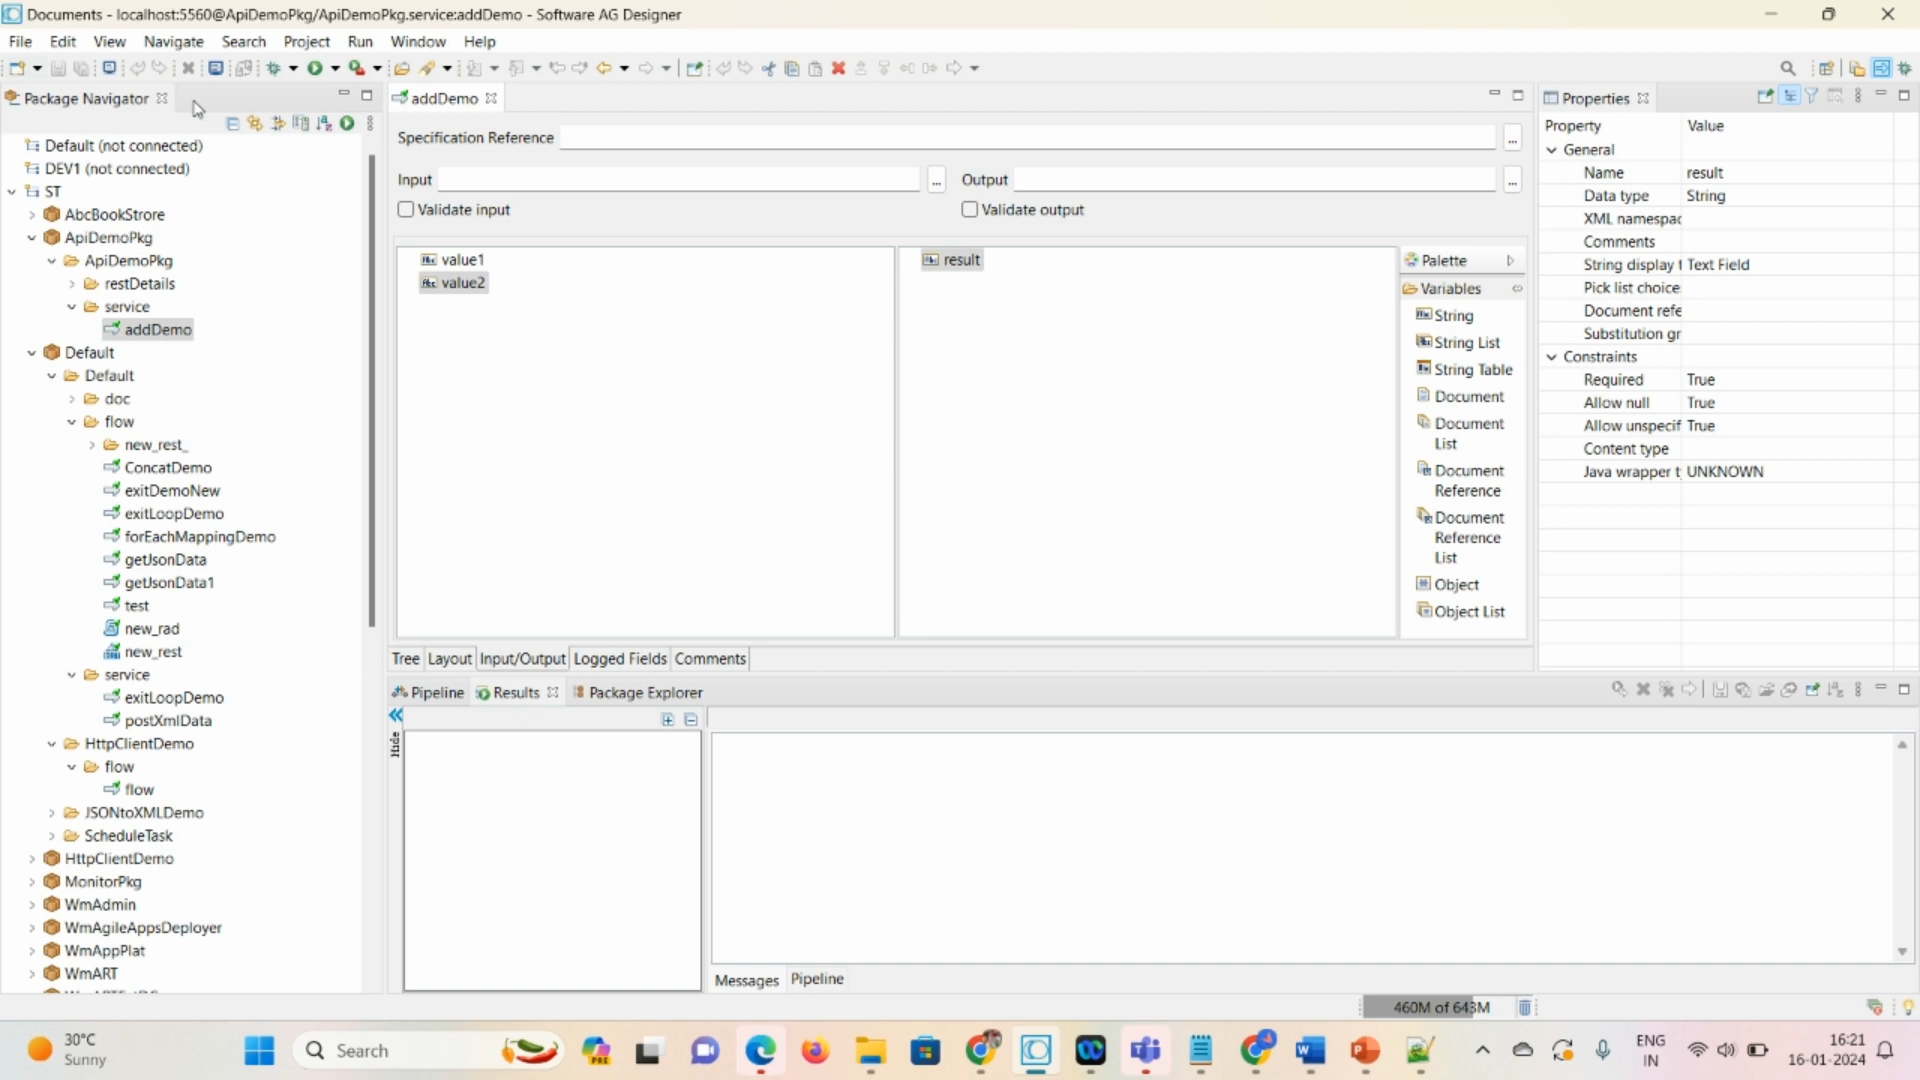 Documents - localhost:5560@ApiDemoPkg/ApiDemoPkg.service:addDemo - Software AG Designer
File Edit View Navigate Search Project Run Window Help
Package Navigator
Default (not connected)
DEV1 (not connected)
ST
AbcBookStrore
ApiDemoPkg
ApiDemoPkg
restDetails
service
addDemo
Default
Default
doc
flow
new_rest_
ConcatDemo
exitDemoNew
exitLoopDemo
forEachMappingDemo
getJsonData
getJsonData1
test
new_rad
new_rest
service
exitLoopDemo
postXmlData
HttpClientDemo
flow
flow
JSONtoXMLDemo
ScheduleTask
HttpClientDemo
MonitorPkg
WmAdmin
WmAgileAppsDeployer
WmAppPlat
WmART
addDemo
Specification Reference ...
Input ... Output ...
Validate input Validate output
value1
value2
result
Palette
Variables
String
String List
String Table
Document
Document
List
Document
Reference
Document
Reference
List
Object
Object List
Tree Layout Input/Output Logged Fields Comments
Pipeline Results Package Explorer
Hide
Messages Pipeline
Properties
Property Value
General
Name result
Data type String
XML namespac
Comments
String display t Text Field
Pick list choice
Document refe
Substitution gr
Constraints
Required True
Allow null True
Allow unspecif True
Content type
Java wrapper t UNKNOWN
460M of 643M
30°C
Sunny
Search
PRE
ENG
IN
16:21
16-01-2024